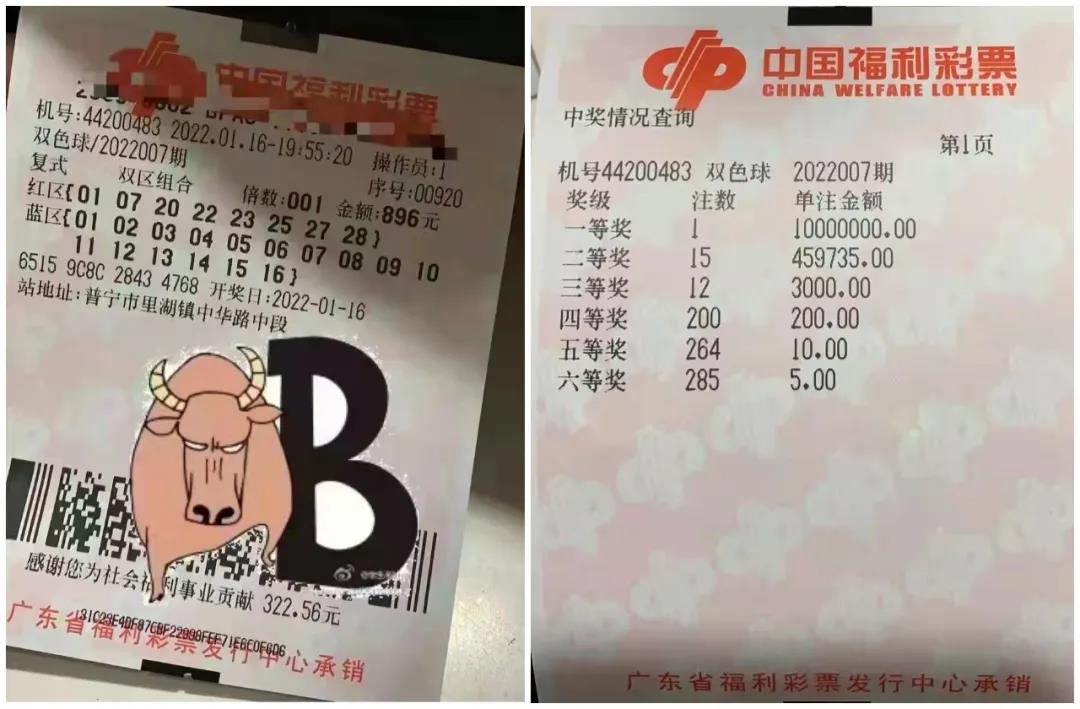 中国福利彩票
机号:44200483 2022.01.16-19:55:20 操作员:1
双色球/2022007期 序号:00920
复式 双区组合 倍数:001 金额:896元
红区{01 07 20 22 23 25 27 28}
蓝区{01 02 03 04 05 06 07 08 09 10
11 12 13 14 15 16}
6515 9C8C 2843 4768 开奖日:2022-01-16
站地址:普宁市里湖镇中华路中段
B
感谢您为社会福利事业贡献 322.56元
广东省福利彩票发行中心承销
中国福利彩票
CHINA WELFARE LOTTERY
中奖情况查询
第1页
机号44200483 双色球 2022007期
奖级 注数 单注金额
一等奖 1 10000000.00
二等奖 15 459735.00
三等奖 12 3000.00
四等奖 200 200.00
五等奖 264 10.00
六等奖 285 5.00
广东省福利彩票发行中心承销